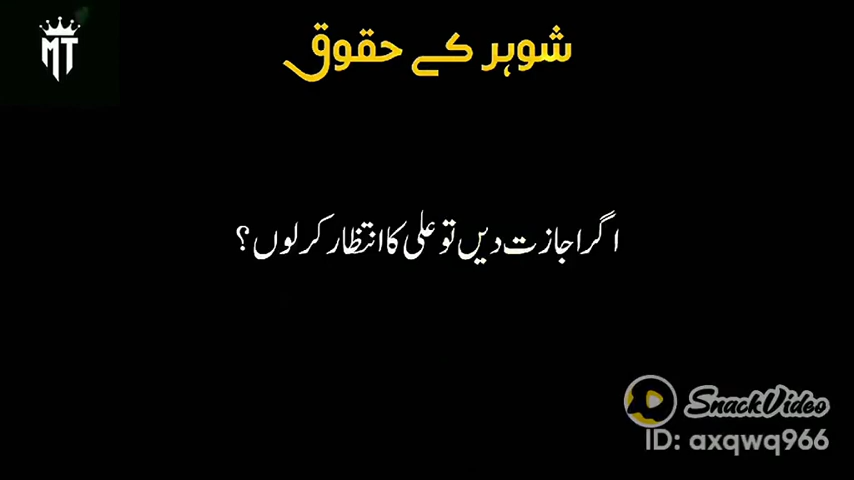 MT
شوہر کے حقوق
اگر اجازت دیں تو علی کا انتظار کرلوں؟
SnackVideo
ID: axqwq966